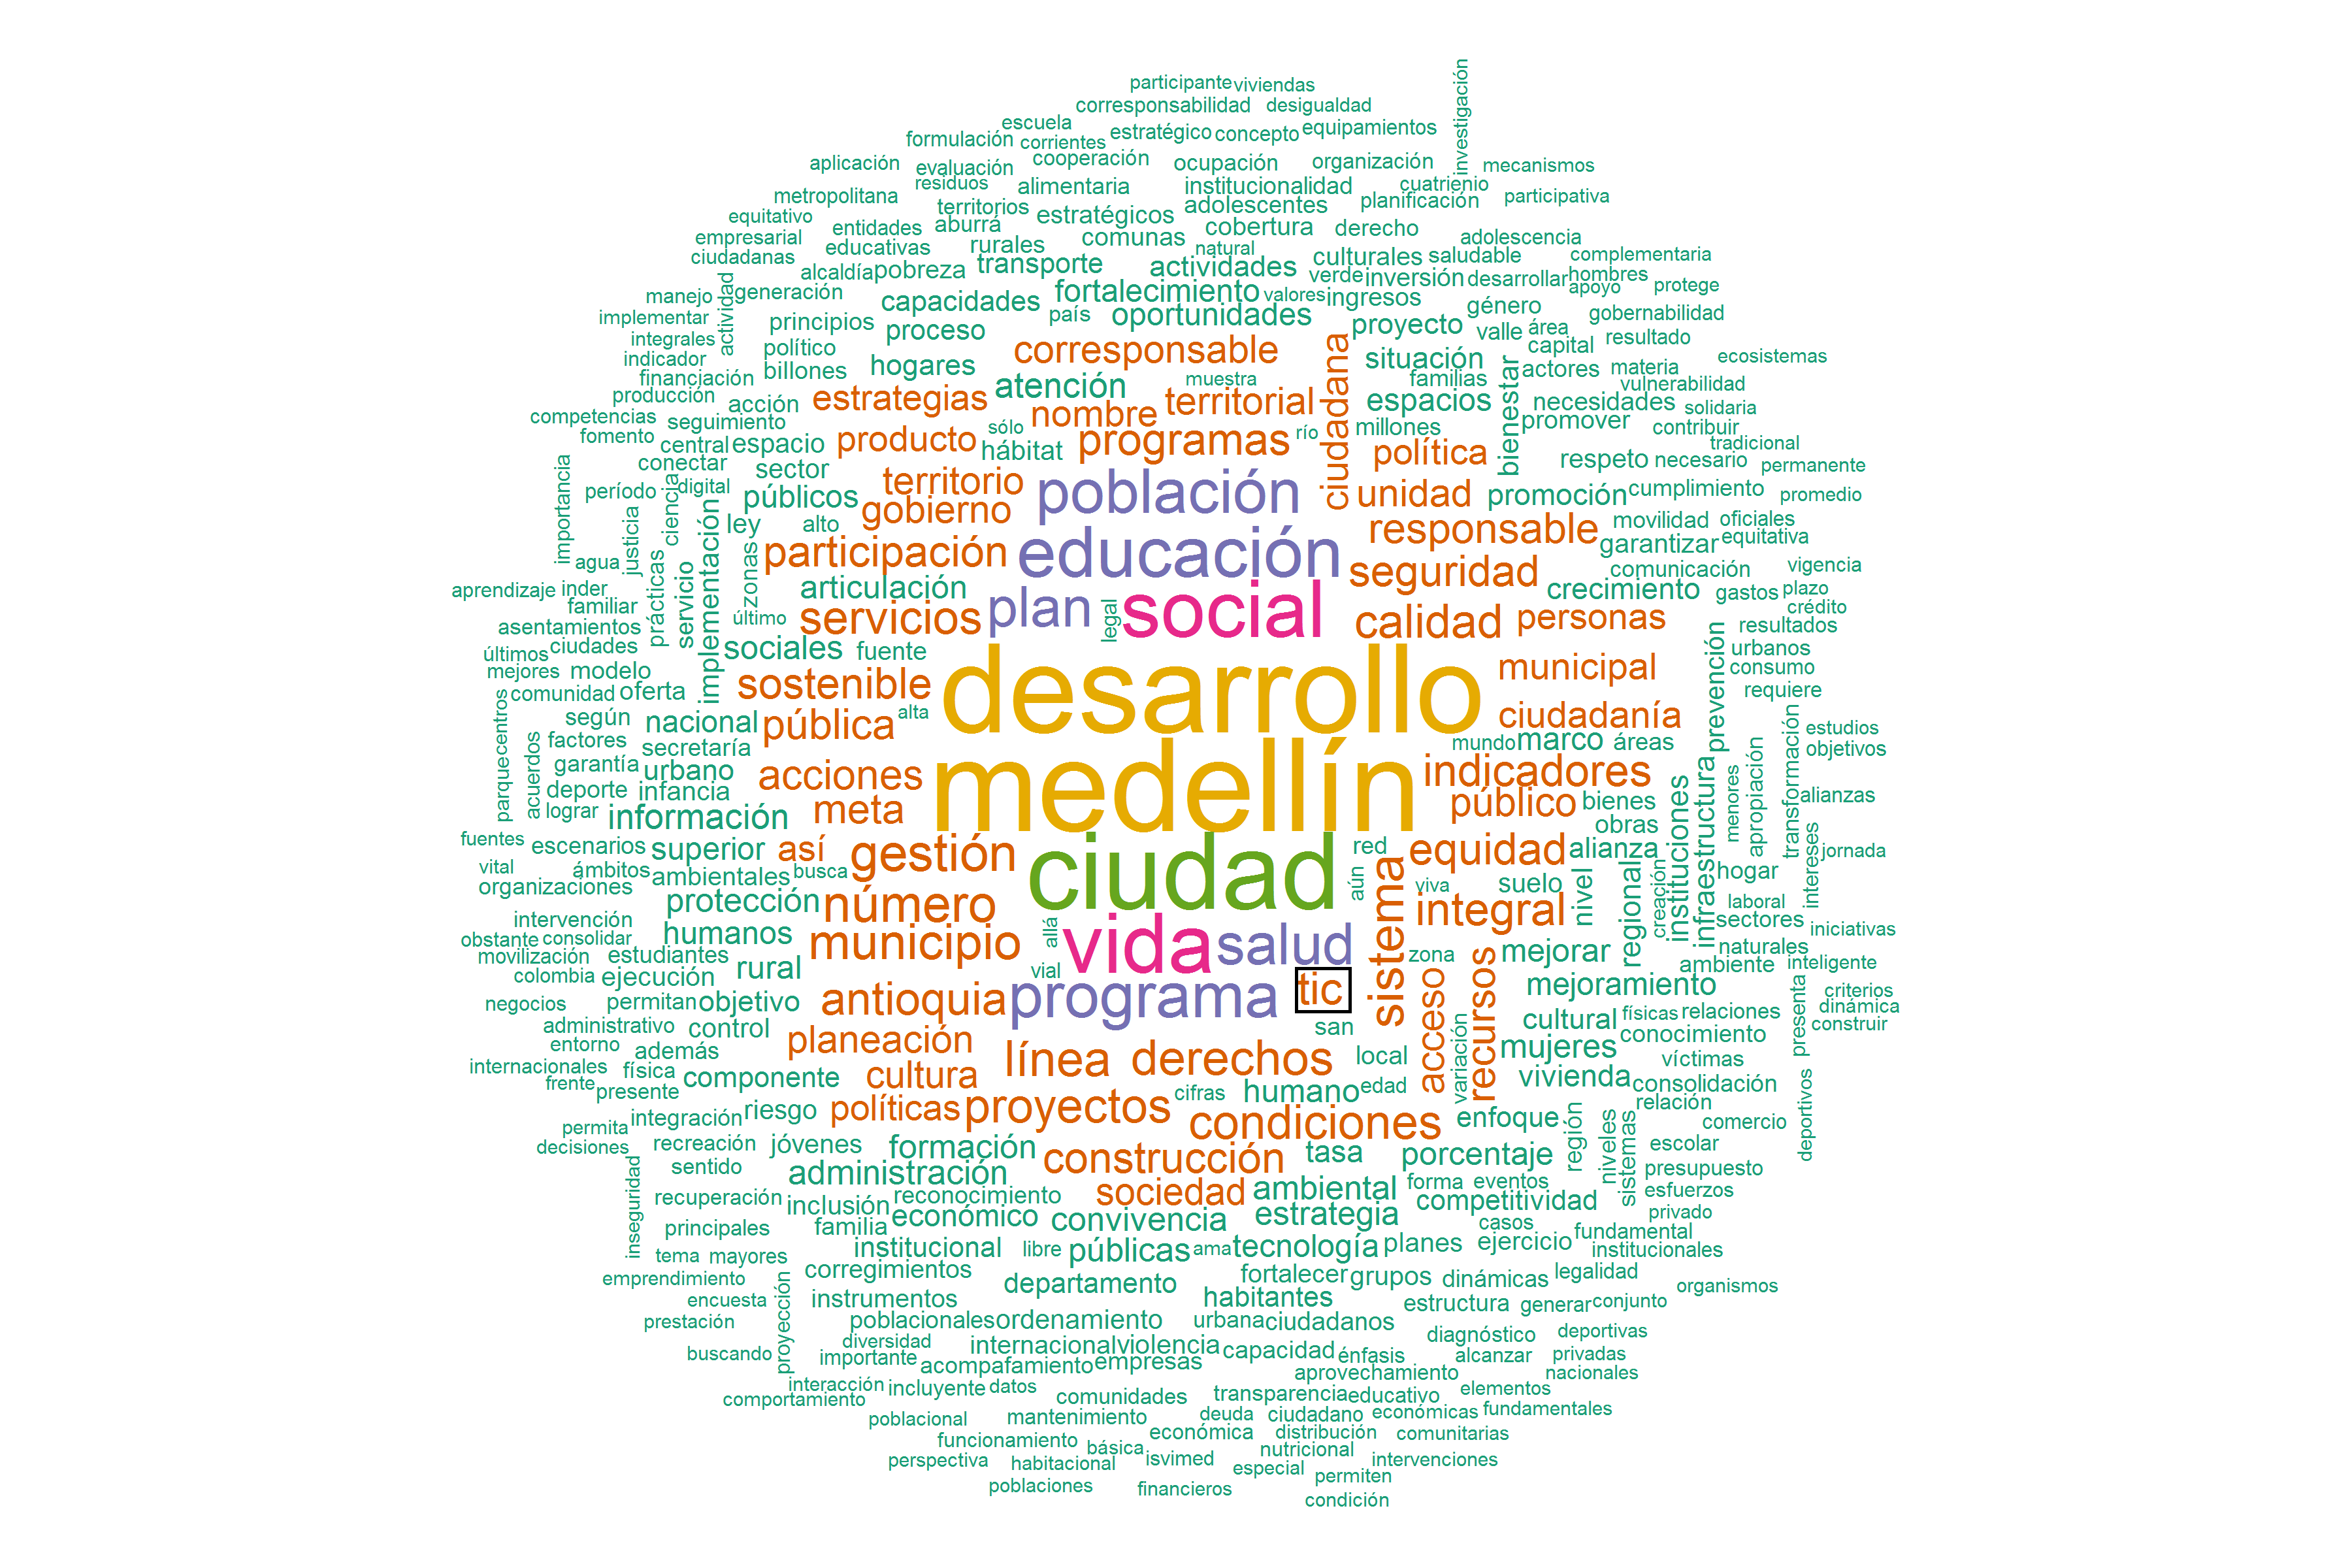 participante viviendas
corresponsabilidad desigualdad
investigación
escuela
formulación corrientes estratégico concepto equipamientos
aplicación evaluación cooperación ocupación organización mecanismos
residuos alimentaria institucionalidad cuatrienio
metropolitana territorios adolescentes planificación participativa
equitativo entidades aburrá estratégicos cobertura derecho
empresarial educativas rurales comunas natural adolescencia
ciudadanas alcaldía pobreza transporte actividades culturales saludable complementaria
actividad generación capacidades fortalecimiento valores verde inversión desarrollar hombres
manejo ingresos apoyo protege
implementar principios proceso país oportunidades proyecto género gobernabilidad
integrales político corresponsable ciudadana valle área resultado
indicador billones hogares situación capital ecosistemas
financiación atención muestra familias bienestar actores materia
producción acción estrategias nombre territorial espacios necesidades vulnerabilidad
competencias seguimiento sólo río millones promover solidaria
fomento central espacio producto hábitat programas contribuir
conectar sector política respeto necesario tradicional
importancia período ciencia digital territorio población unidad promoción cumplimiento permanente
públicos promedio
justicia ley alto gobierno responsable movilidad oficiales
agua prácticas servicio implementación zonas participación educación garantizar equitativa
aprendizaje inder articulación seguridad comunicación vigencia
familiar último servicios plan legal social calidad personas crecimiento gastos plazo
asentamientos crédito
últimos ciudades sociales fuente resultados
mejores modelo municipal prevención urbanos
comunidad oferta sostenible desarrollo consumo
parquecentros según nacional pública alta ciudadanía requiere
acuerdos factores secretaría mundo marco áreas apropiación transformación estudios
garantía urbano acciones medellín indicadores objetivos
deporte infancia instituciones infraestructura menores
lograr información meta público bienes alianzas
fuentes escenarios superior así gestión ciudad red equidad alianza obras intereses jornada
vital ámbitos ambientales busca aún viva suelo nivel regional creación hogar
organizaciones protección número sistema integral laboral
intervención humanos municipio allá vida salud sectores iniciativas
obstante consolidar
movilización estudiantes zona mejorar naturales
colombia ejecución rural vial acceso recursos ambiente inteligente
negocios permitan objetivo antioquia programa tic mejoramiento criterios
administrativo control san variación cultural físicas relaciones presenta dinámica
entorno además planeación línea derechos local mujeres conocimiento construir
internacionales física componente cultura víctimas
frente presente cifras humano edad vivienda consolidación
integración riesgo políticas proyectos condiciones enfoque región niveles sistemas relación deportivos
permita comercio
decisiones recreación jóvenes formación construcción tasa porcentaje escolar
inseguridad sentido administración presupuesto
recuperación inclusión reconocimiento sociedad ambiental forma eventos esfuerzos
principales familia económico convivencia estrategia competitividad privado
tema mayores institucional libre públicas ama tecnología planes casos ejercicio fundamental
institucionales
emprendimiento proyección corregimientos departamento fortalecer grupos dinámicas legalidad
encuesta instrumentos habitantes estructura generar conjunto organismos
prestación poblacionales ordenamiento urbana ciudadanos
buscando diversidad internacional violencia capacidad énfasis diagnóstico deportivas
importante acompafamiento empresas alcanzar privadas
interacción incluyente datos aprovechamiento nacionales
comportamiento comunidades transparencia educativo elementos
poblacional mantenimiento deuda ciudadano económicas fundamentales
funcionamiento básica económica distribución comunitarias
perspectiva habitacional isvimed nutricional intervenciones
poblaciones financieros especial permiten
condición